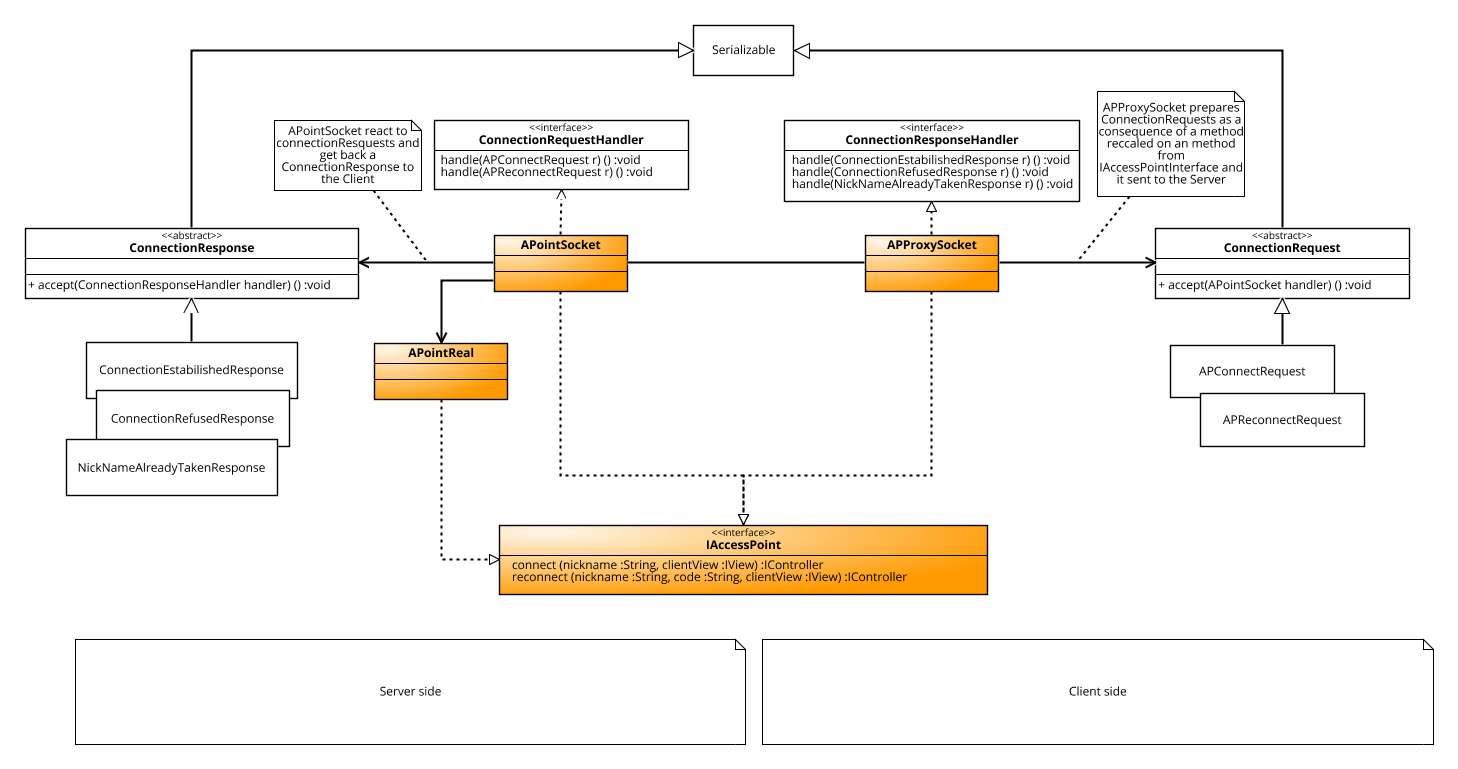 Serializable
APointSocket react to
connectionResquests and
get back a
ConnectionResponse to
the Client
<<interface>>
ConnectionRequestHandler
handle(APConnectRequest r) () :void
handle(APReconnectRequest r) () :void
<<interface>>
ConnectionResponseHandler
handle(ConnectionEstabilishedResponse r) () :void
handle(ConnectionRefusedResponse r) () :void
handle(NickNameAlreadyTakenResponse r) () :void
APProxySocket prepares
ConnectionRequests as a
consequence of a method
reccaled on an method
from
IAccessPointInterface and
it sent to the Server
<<abstract>>
ConnectionResponse
+ accept(ConnectionResponseHandler handler) () :void
APointSocket
APProxySocket
<<abstract>>
ConnectionRequest
+ accept(APointSocket handler) () :void
APointReal
ConnectionEstabilishedResponse
ConnectionRefusedResponse
NickNameAlreadyTakenResponse
APConnectRequest
APReconnectRequest
<<interface>>
IAccessPoint
connect (nickname :String, clientView :IView) :IController
reconnect (nickname :String, code :String, clientView :IView) :IController
Server side
Client side